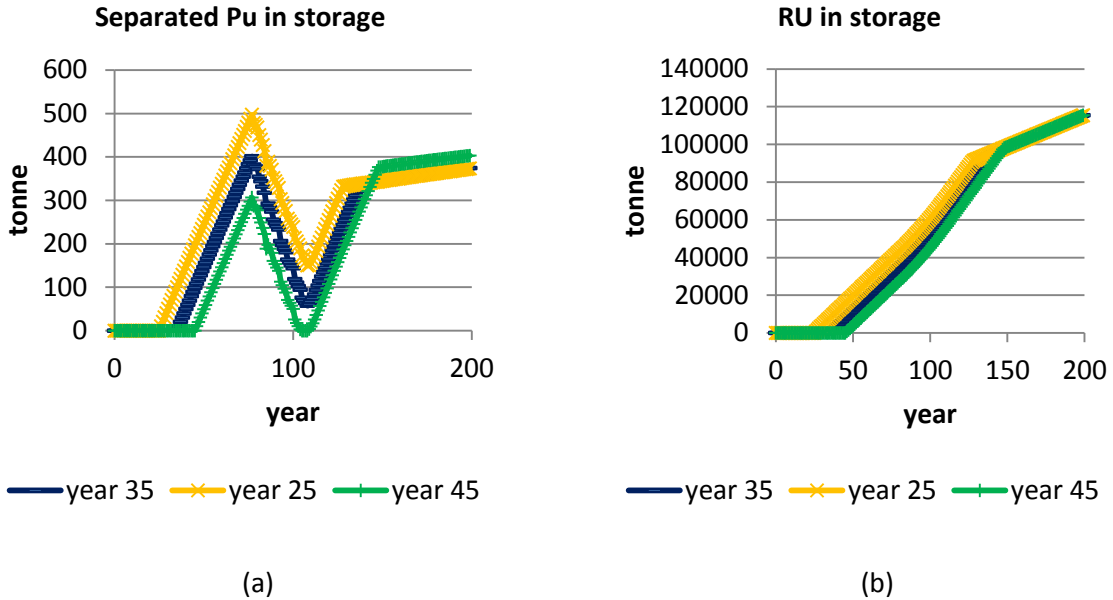 Separated Pu in storage
600
500
400
300
200
100
0
tonne
0 100 200
year
year 35 year 25 year 45
(a)
RU in storage
140000
120000
100000
80000
60000
40000
20000
0
tonne
0 50 100 150 200
year
year 35 year 25 year 45
(b)